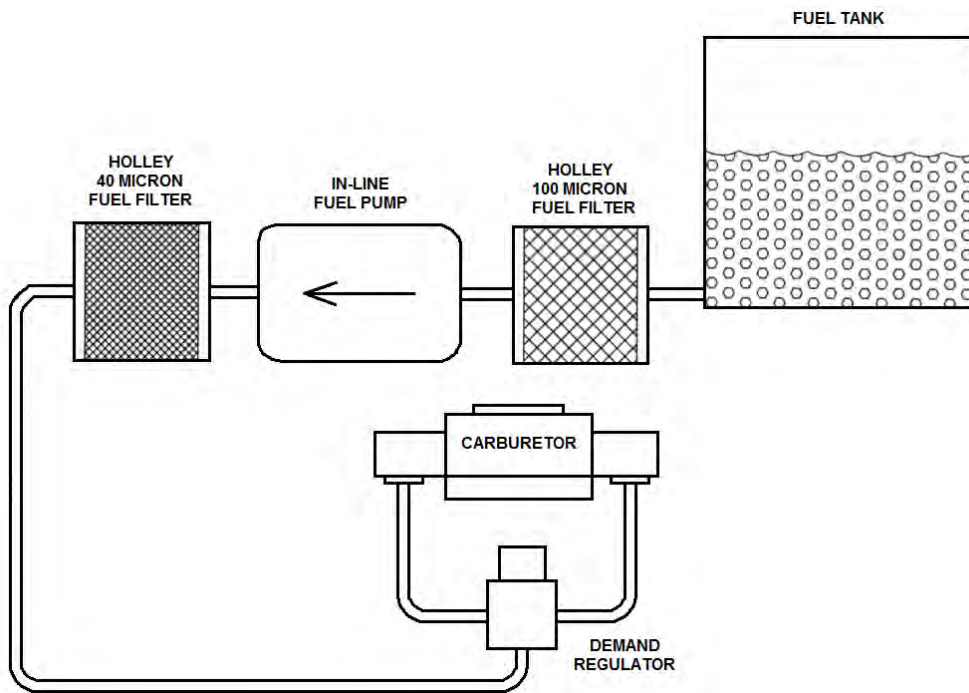 FUEL TANK
HOLLEY
40 MICRON
FUEL FILTER
IN-LINE
FUEL PUMP
HOLLEY
100 MICRON
FUEL FILTER
CARBURETOR
DEMAND
REGULATOR